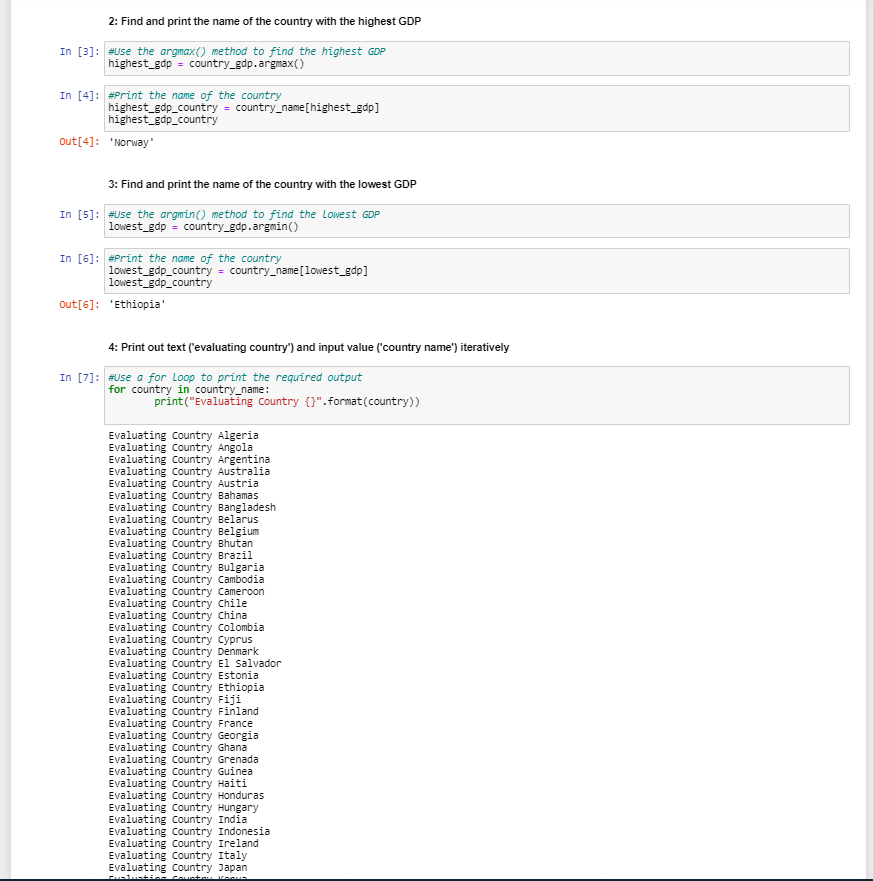 2: Find and print the name of the country with the highest GDP
In [3]: #Use the argmax() method to find the highest GDP
highest_gdp = country_gdp.argmax()
In [4]: #Print the name of the country
highest_gdp_country = country_name[highest_gdp]
highest_gdp_country
Out[4]: 'Norway'
3: Find and print the name of the country with the lowest GDP
In [5]: #Use the argmin() method to find the Lowest GDP
lowest_gdp = country_gdp.argmin()
In [6]: #Print the name of the country
lowest_gdp_country = country_name[lowest_gdp]
lowest_gdp_country
Out[6]: 'Ethiopia'
4: Print out text ('evaluating country') and input value ('country name') iteratively
In [7]: #Use a for Loop to print the required output
for country in country_name:
print("Evaluating Country {}".format(country))
Evaluating Country Algeria
Evaluating Country Angola
Evaluating Country Argentina
Evaluating Country Australia
Evaluating Country Austria
Evaluating Country Bahamas
Evaluating Country Bangladesh
Evaluating Country Belarus
Evaluating Country Belgium
Evaluating Country Bhutan
Evaluating Country Brazil
Evaluating Country Bulgaria
Evaluating Country Cambodia
Evaluating Country Cameroon
Evaluating Country Chile
Evaluating Country China
Evaluating Country Colombia
Evaluating Country Cyprus
Evaluating Country Denmark
Evaluating Country El Salvador
Evaluating Country Estonia
Evaluating Country Ethiopia
Evaluating Country Fiji
Evaluating Country Finland
Evaluating Country France
Evaluating Country Georgia
Evaluating Country Ghana
Evaluating Country Grenada
Evaluating Country Guinea
Evaluating Country Haiti
Evaluating Country Honduras
Evaluating Country Hungary
Evaluating Country India
Evaluating Country Indonesia
Evaluating Country Ireland
Evaluating Country Italy
Evaluating Country Japan
Evaluating Country Kenya